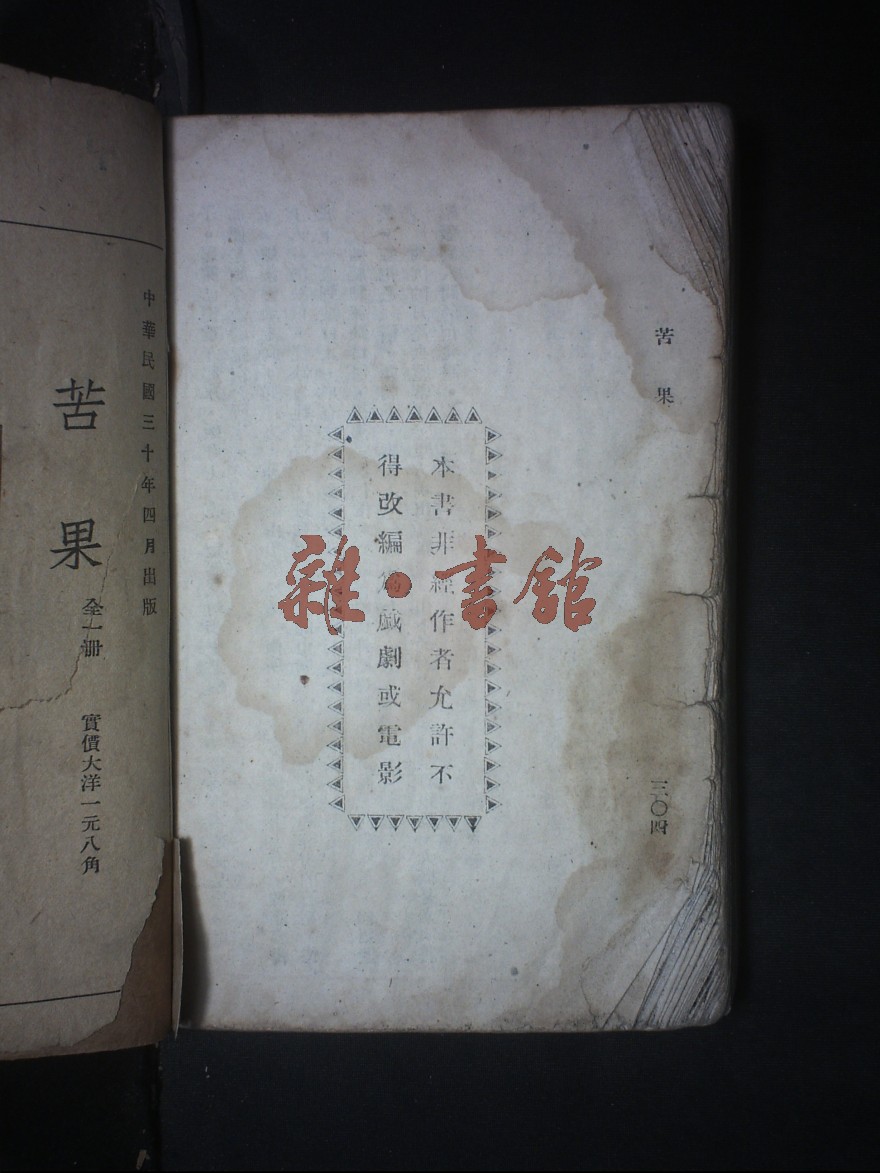 苦果
三〇四
本書非經作者允許不
得改編為戲劇或電影
中華民國三十年四月出版
苦果
全一册
實價大洋一元八角
雜·書館